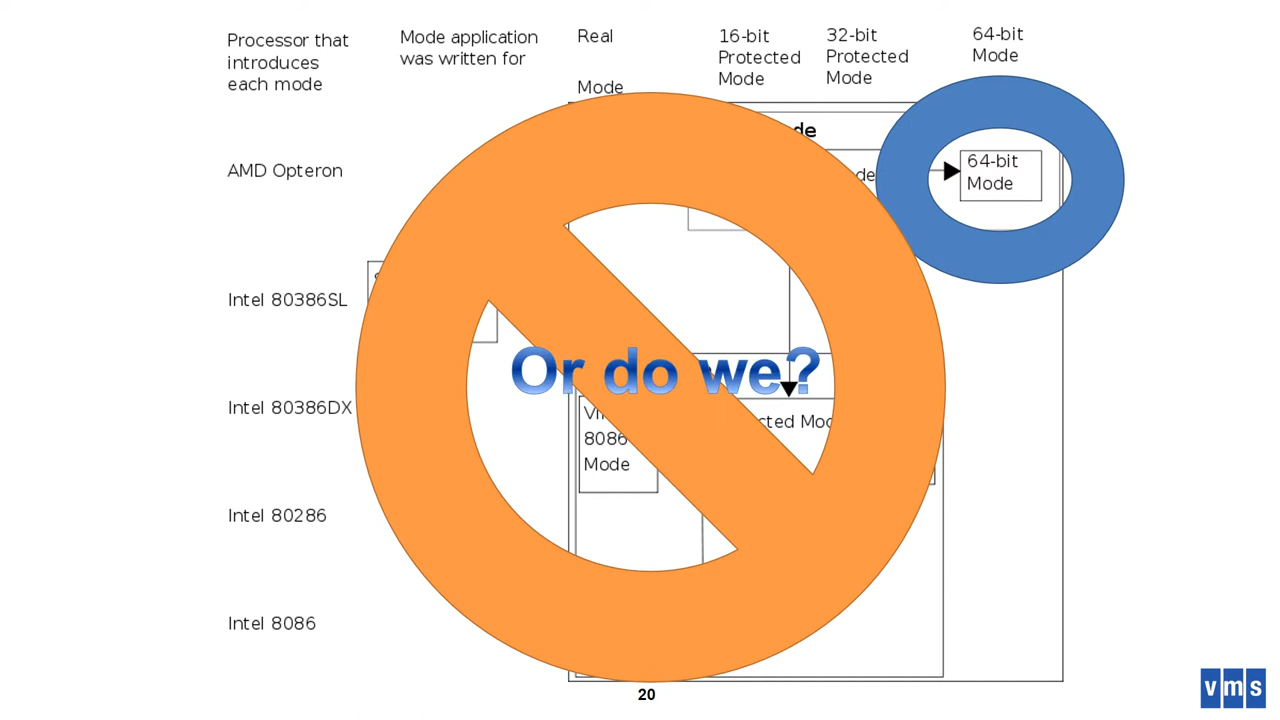 Processor that
introduces
each mode
Mode application
was written for
Real
Mode
16-bit
Protected
Mode
32-bit
Protected
Mode
64-bit
Mode
AMD Opteron
64-bit
Mode
Intel 80386SL
Or do we?
Intel 80386DX
8086
Mode
Intel 80286
Intel 8086
20
vms